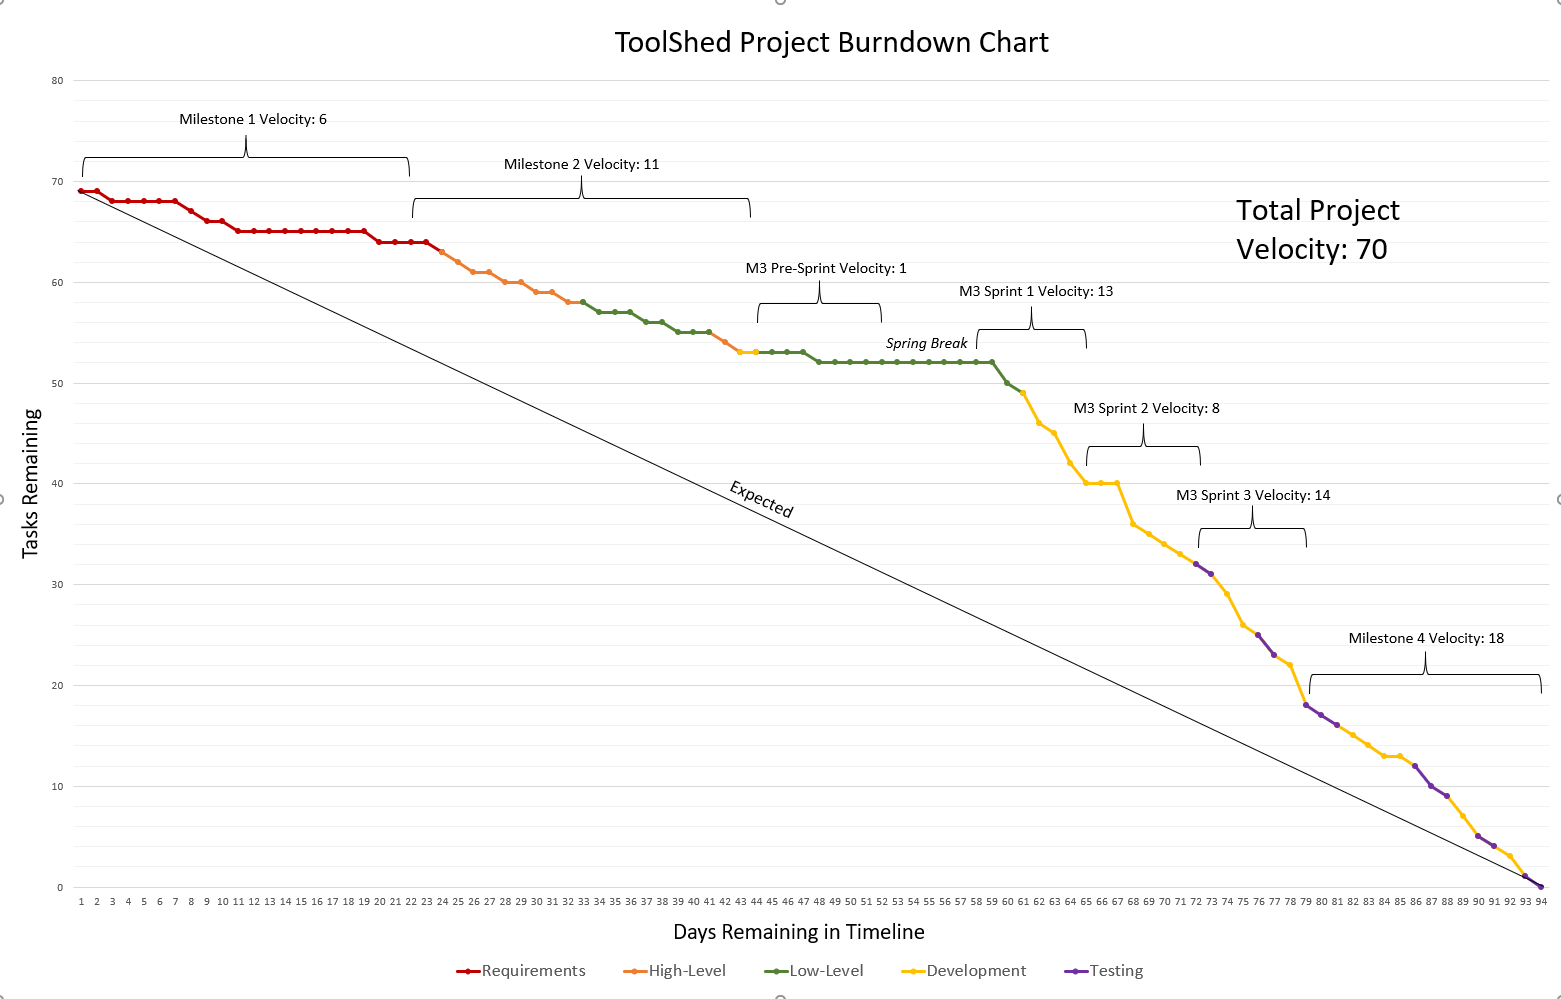 ToolShed Project Burndown Chart
80
Milestone 1 Velocity: 6
Milestone 2 Velocity: 11
70
Total Project
Velocity: 70
M3 Pre-Sprint Velocity: 1
60
M3 Sprint 1 Velocity: 13
Spring Break
50
M3 Sprint 2 Velocity: 8
Tasks Remaining
40
Expected
M3 Sprint 3 Velocity: 14
30
Milestone 4 Velocity: 18
20
10
0
1 2 3 4 5 6 7 8 9 10 11 12 13 14 15 16 17 18 19 20 21 22 23 24 25 26 27 28 29 30 31 32 33 34 35 36 37 38 39 40 41 42 43 44 45 46 47 48 49 50 51 52 53 54 55 56 57 58 59 60 61 62 63 64 65 66 67 68 69 70 71 72 73 74 75 76 77 78 79 80 81 82 83 84 85 86 87 88 89 90 91 92 93 94
Days Remaining in Timeline
Requirements High-Level Low-Level Development Testing